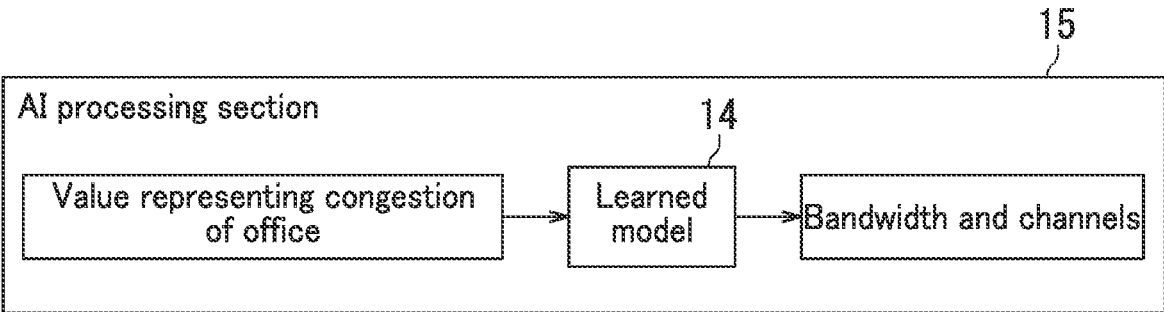 15
AI processing section
14
Value representing congestion
of office
Learned
model
Bandwidth and channels